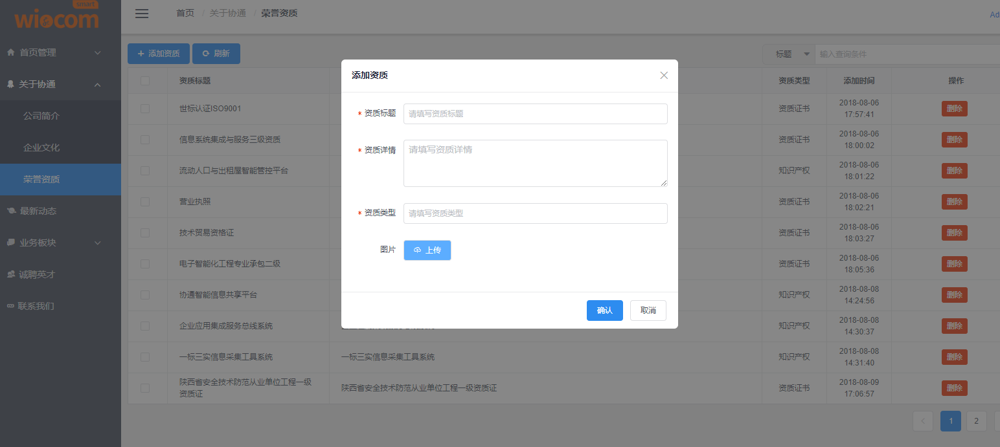 smart
wiocom
首页 / 关于协通 / 荣誉资质
首页管理
关于协通
公司简介
企业文化
荣誉资质
最新动态
业务板块
诚聘英才
联系我们
+ 添加资质
刷新
标题
输入查询条件
资质标题
资质类型
添加时间
操作
世标认证ISO9001
资质证书
2018-08-06
17:57:41
删除
信息系统集成与服务三级资质
资质证书
2018-08-06
18:00:02
删除
流动人口与出租屋智能管控平台
知识产权
2018-08-06
18:01:22
删除
营业执照
资质证书
2018-08-06
18:02:21
删除
技术贸易资格证
资质证书
2018-08-06
18:03:27
删除
电子智能化工程专业承包二级
资质证书
2018-08-06
18:05:36
删除
协通智能信息共享平台
知识产权
2018-08-08
14:24:56
删除
企业应用集成服务总线系统
知识产权
2018-08-08
14:30:37
删除
一标三实信息采集工具系统
一标三实信息采集工具系统
知识产权
2018-08-08
14:31:40
删除
陕西省安全技术防范从业单位工程一级
资质证
陕西省安全技术防范从业单位工程一级资质证
资质证书
2018-08-09
17:06:57
删除
1
2
添加资质
* 资质标题
请填写资质标题
* 资质详情
请填写资质详情
* 资质类型
请填写资质类型
图片
上传
确认
取消